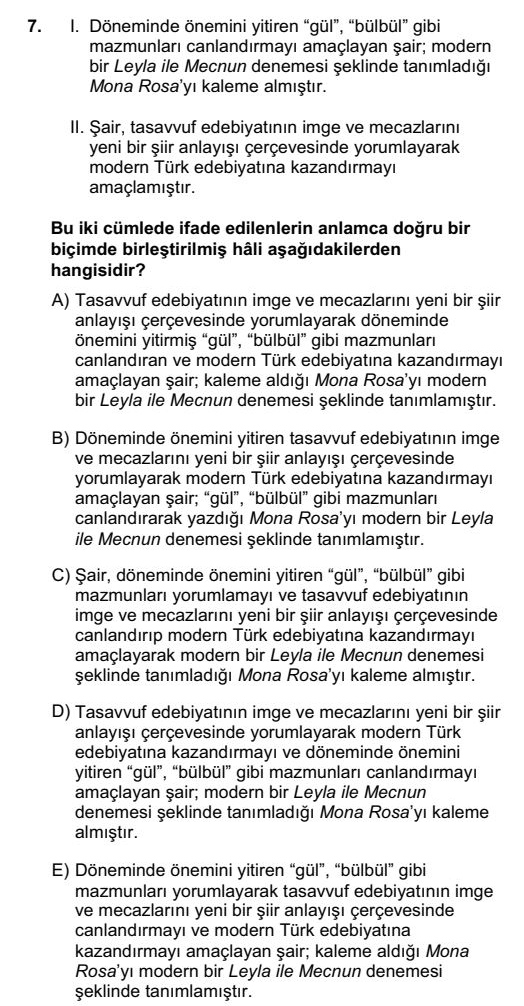 7. I. Döneminde önemini yitiren “gül”, “bülbül” gibi
mazmunları canlandırmayı amaçlayan şair; modern
bir Leyla ile Mecnun denemesi şeklinde tanımladığı
Mona Rosa’yı kaleme almıştır.
II. Şair, tasavvuf edebiyatının imge ve mecazlarını
yeni bir şiir anlayışı çerçevesinde yorumlayarak
modern Türk edebiyatına kazandırmayı
amaçlamıştır.
Bu iki cümlede ifade edilenlerin anlamca doğru bir
biçimde birleştirilmiş hâli aşağıdakilerden
hangisidir?
A) Tasavvuf edebiyatının imge ve mecazlarını yeni bir şiir
anlayışı çerçevesinde yorumlayarak döneminde
önemini yitirmiş “gül”, “bülbül” gibi mazmunları
canlandıran ve modern Türk edebiyatına kazandırmayı
amaçlayan şair; kaleme aldığı Mona Rosa’yı modern
bir Leyla ile Mecnun denemesi şeklinde tanımlamıştır.
B) Döneminde önemini yitiren tasavvuf edebiyatının imge
ve mecazlarını yeni bir şiir anlayışı çerçevesinde
yorumlayarak modern Türk edebiyatına kazandırmayı
amaçlayan şair; “gül”, “bülbül” gibi mazmunları
canlandırarak yazdığı Mona Rosa’yı modern bir Leyla
ile Mecnun denemesi şeklinde tanımlamıştır.
C) Şair, döneminde önemini yitiren “gül”, “bülbül” gibi
mazmunları yorumlamayı ve tasavvuf edebiyatının
imge ve mecazlarını yeni bir şiir anlayışı çerçevesinde
canlandırıp modern Türk edebiyatına kazandırmayı
amaçlayarak modern bir Leyla ile Mecnun denemesi
şeklinde tanımladığı Mona Rosa’yı kaleme almıştır.
D) Tasavvuf edebiyatının imge ve mecazlarını yeni bir şiir
anlayışı çerçevesinde yorumlayarak modern Türk
edebiyatına kazandırmayı ve döneminde önemini
yitiren “gül”, “bülbül” gibi mazmunları canlandırmayı
amaçlayan şair; modern bir Leyla ile Mecnun
denemesi şeklinde tanımladığı Mona Rosa’yı kaleme
almıştır.
E) Döneminde önemini yitiren “gül”, “bülbül” gibi
mazmunları yorumlayarak tasavvuf edebiyatının imge
ve mecazlarını yeni bir şiir anlayışı çerçevesinde
canlandırmayı ve modern Türk edebiyatına
kazandırmayı amaçlayan şair; kaleme aldığı Mona
Rosa’yı modern bir Leyla ile Mecnun denemesi
şeklinde tanımlamıştır.